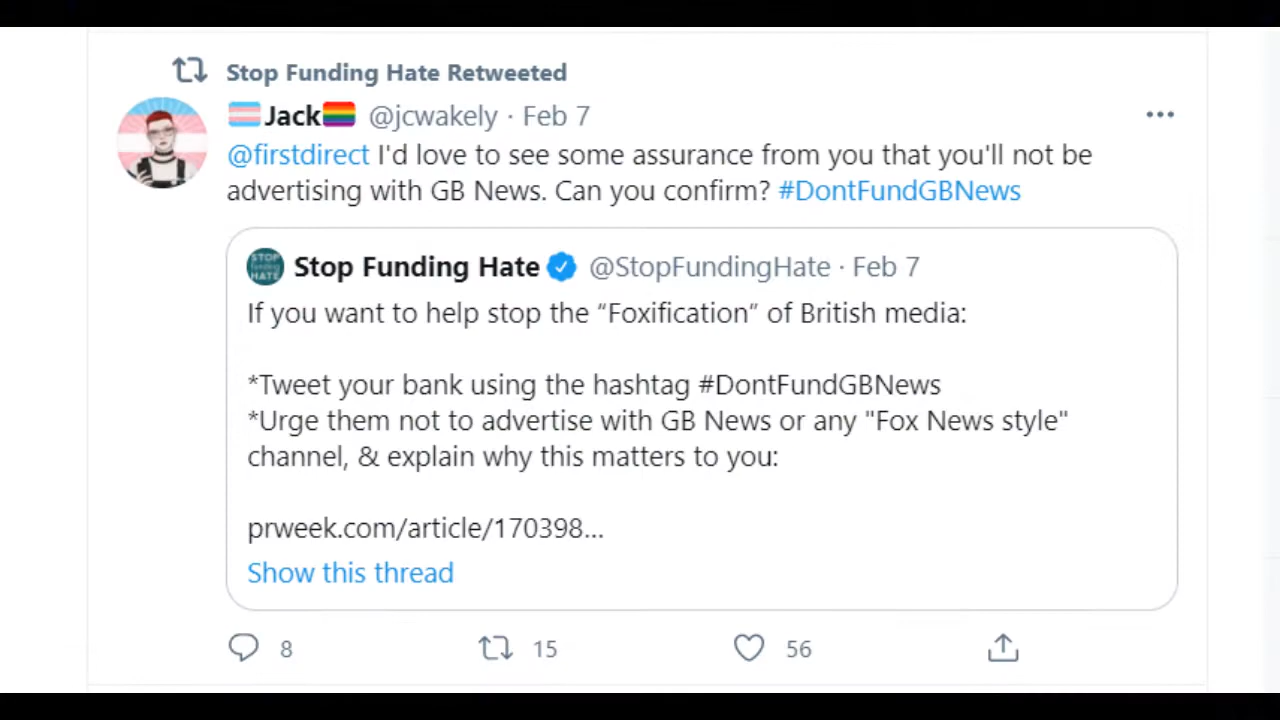 Stop Funding Hate Retweeted
Jack @jcwakely · Feb 7
@firstdirect I'd love to see some assurance from you that you'll not be
advertising with GB News. Can you confirm? #DontFundGBNews
STOP
funding
HATE
Stop Funding Hate @StopFundingHate · Feb 7
If you want to help stop the “Foxification” of British media:
*Tweet your bank using the hashtag #DontFundGBNews
*Urge them not to advertise with GB News or any "Fox News style"
channel, & explain why this matters to you:
prweek.com/article/170398...
Show this thread
8 15 56